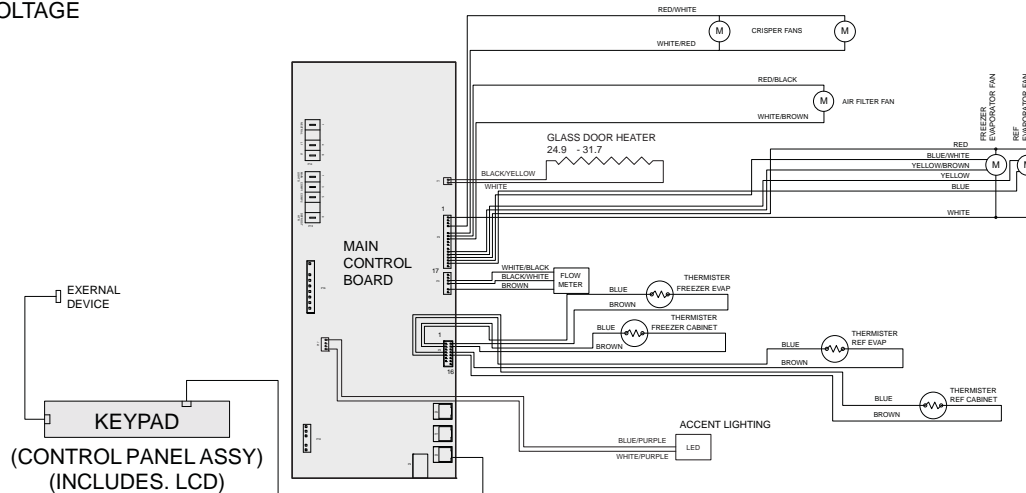 OLTAGE
RED/WHITE
CRISPER FANS
M
M
WHITE/RED
RED/BLACK
M
AIR FILTER FAN
WHITE/BROWN
FREEZER
EVAPORATOR FAN
REF
EVAPORATOR FAN
GLASS DOOR HEATER
24.9 - 31.7
RED
BLUE/WHITE
YELLOW/BROWN
M
M
YELLOW
BLUE
BLACK/YELLOW
WHITE
1
WHITE
MAIN
CONTROL
BOARD
17
WHITE/BLACK
BLACK/WHITE
BROWN
FLOW
METER
THERMISTER
FREEZER EVAP
BLUE
BROWN
EXERNAL
DEVICE
THERMISTER
FREEZER CABINET
BLUE
BROWN
1
16
THERMISTER
REF EVAP
BLUE
BROWN
THERMISTER
REF CABINET
BLUE
BROWN
KEYPAD
(CONTROL PANEL ASSY)
(INCLUDES. LCD)
ACCENT LIGHTING
BLUE/PURPLE
WHITE/PURPLE
LED